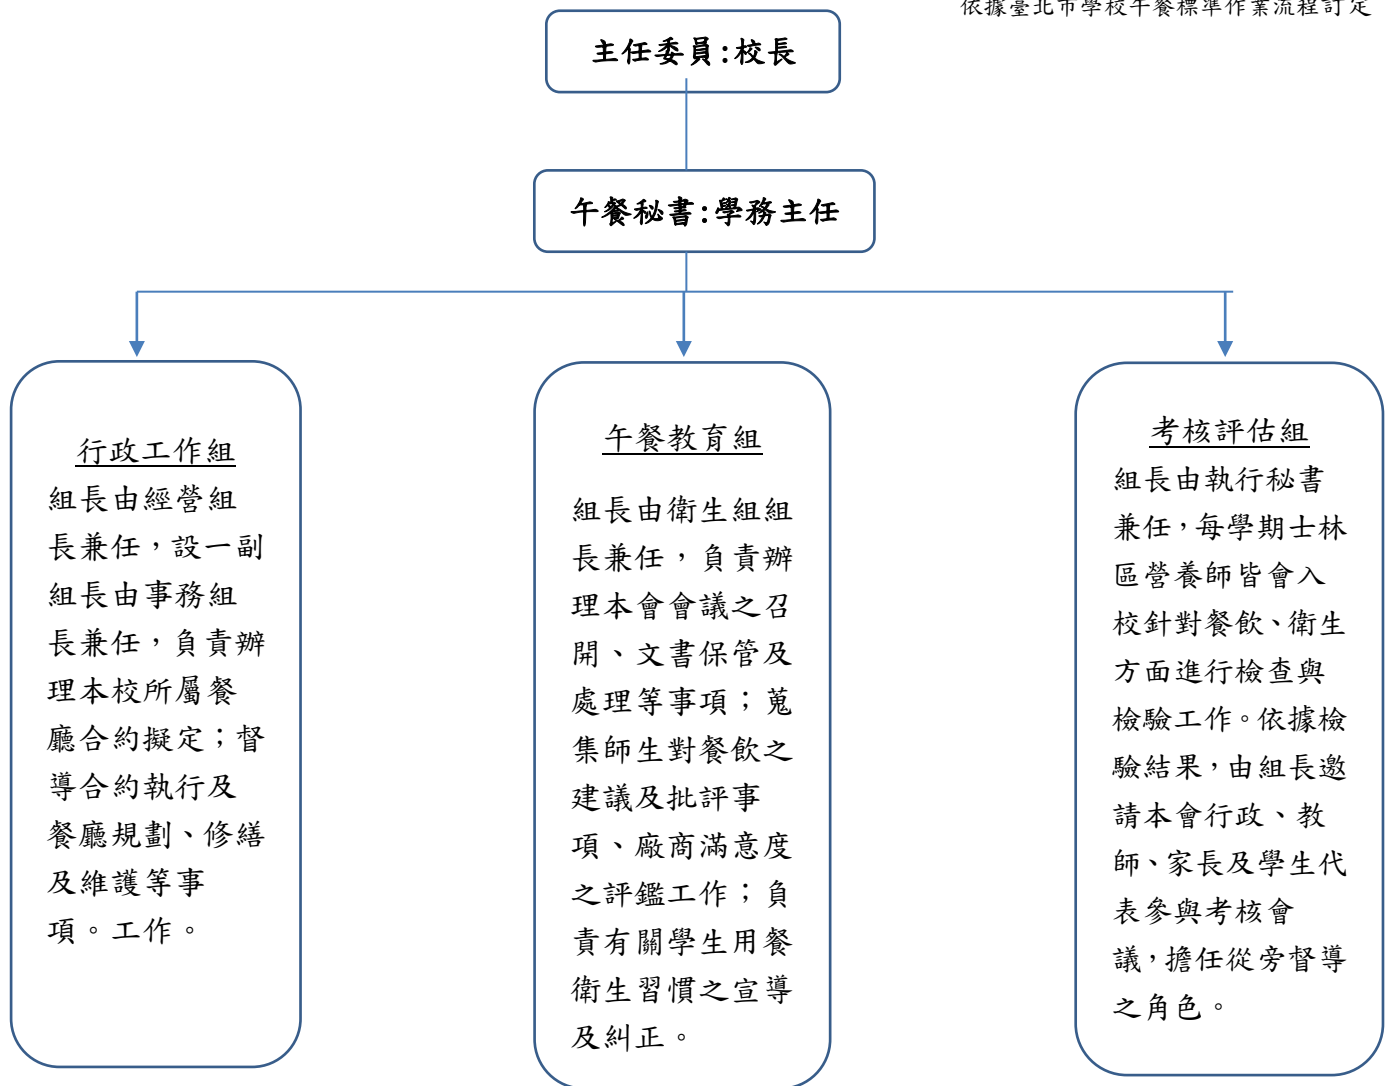 依據臺北市學校午餐標準作業流程訂定
主任委員:校長
午餐秘書:學務主任
行政工作組
組長由經營組
長兼任，設一副
組長由事務組
長兼任，負責辦
理本校所屬餐
廳合約擬定；督
導合約執行及
餐廳規劃、修繕
及維護等事
項。工作。
午餐教育組
組長由衛生組組
長兼任，負責辦
理本會會議之召
開、文書保管及
處理等事項；蒐
集師生對餐飲之
建議及批評事
項、廠商滿意度
之評鑑工作；負
責有關學生用餐
衛生習慣之宣導
及糾正。
考核評估組
組長由執行秘書
兼任，每學期士林
區營養師皆會入
校針對餐飲、衛生
方面進行檢查與
檢驗工作。依據檢
驗結果，由組長邀
請本會行政、教
師、家長及學生代
表參與考核會
議，擔任從旁督導
之角色。